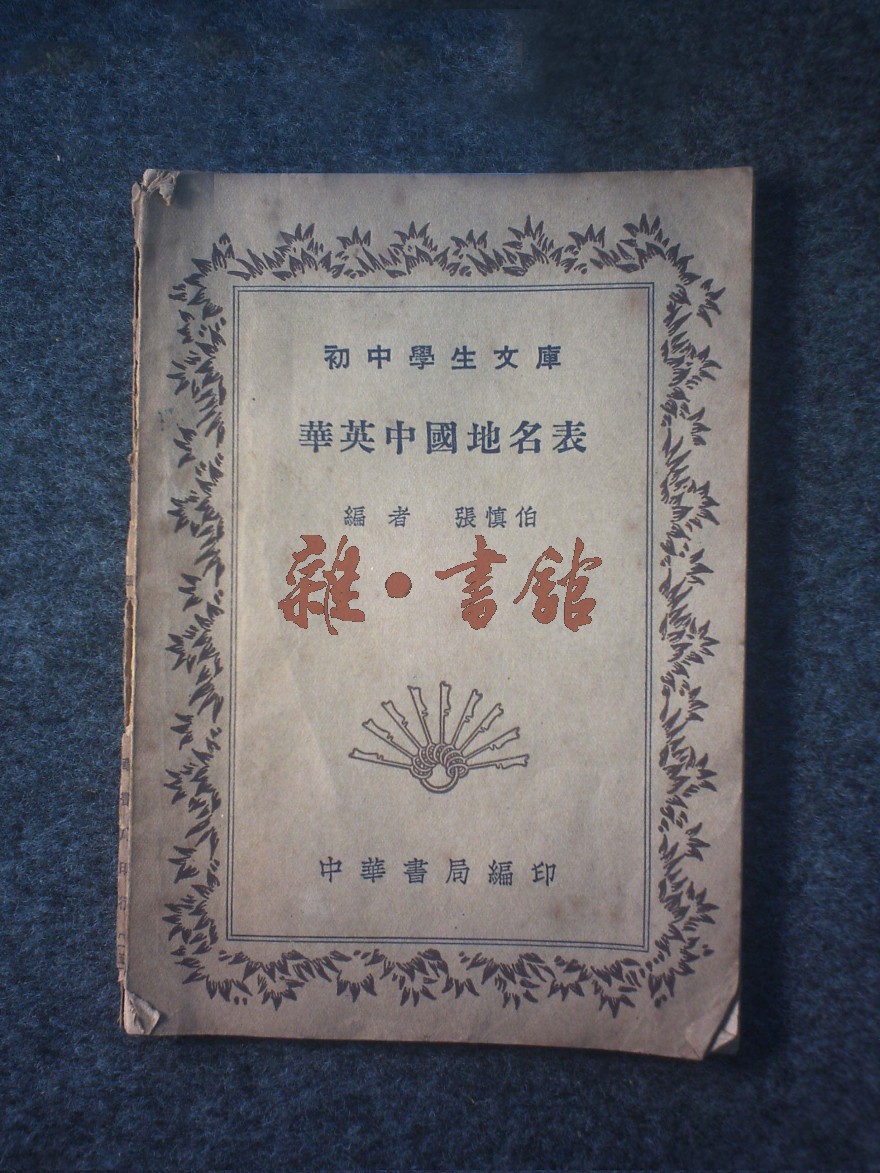 初中學生文庫
華英中國地名表
編者 張慎伯
雜·書館
中華書局編印